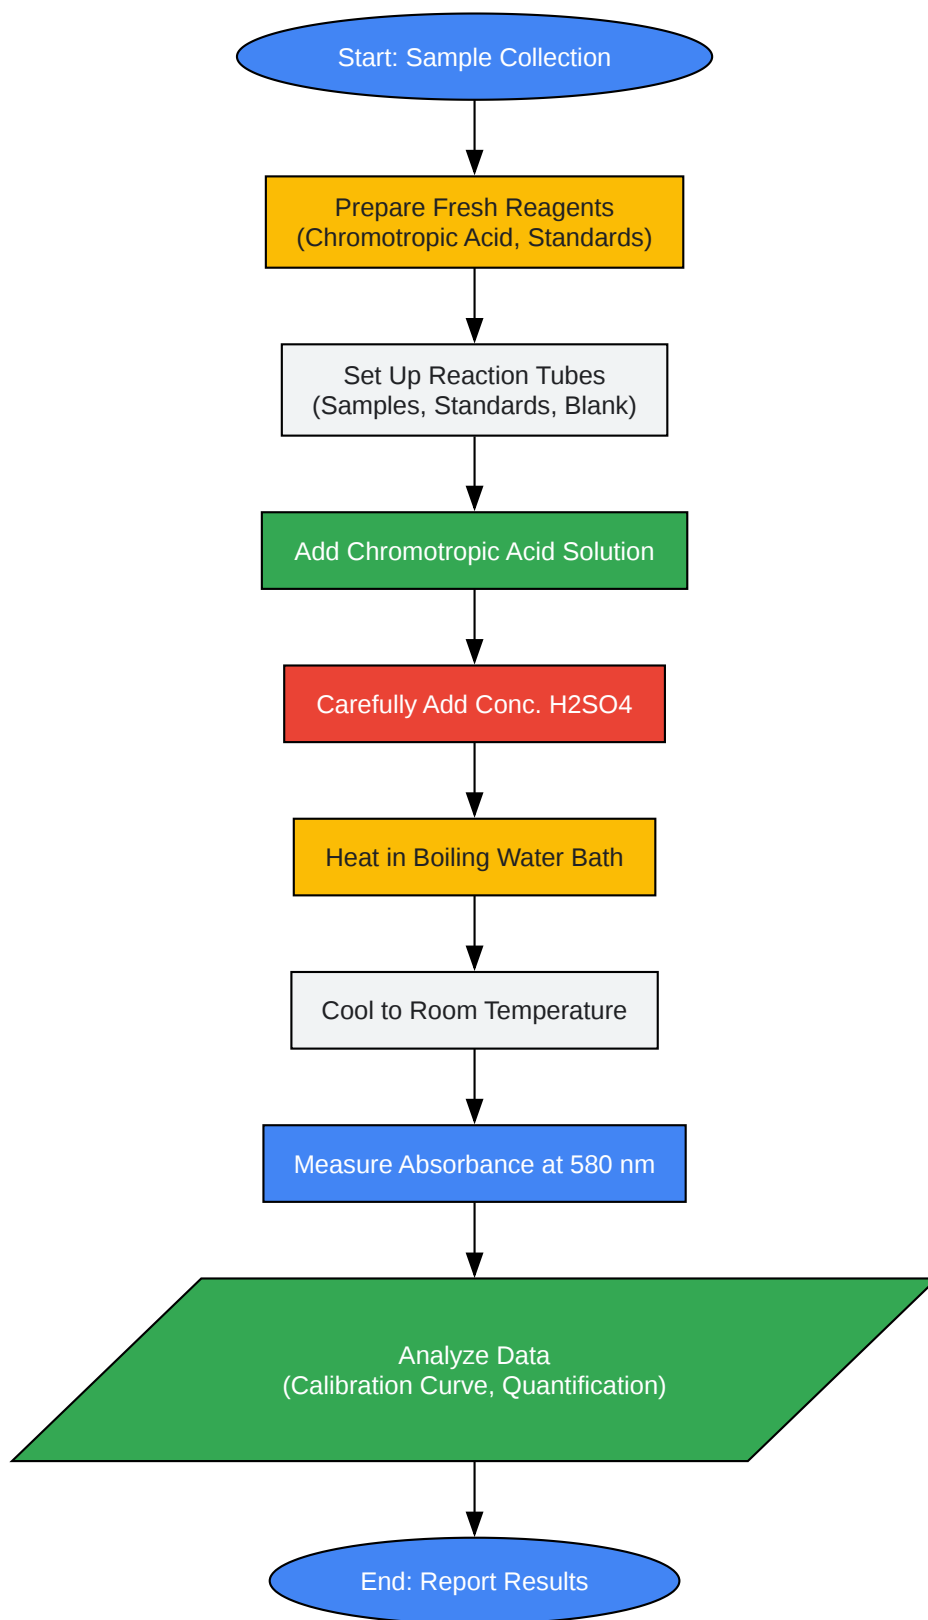 Start: Sample Collection
Prepare Fresh Reagents
(Chromotropic Acid, Standards)
Set Up Reaction Tubes
(Samples, Standards, Blank)
Add Chromotropic Acid Solution
Carefully Add Conc. H2SO4
Heat in Boiling Water Bath
Cool to Room Temperature
Measure Absorbance at 580 nm
Analyze Data
(Calibration Curve, Quantification)
End: Report Results